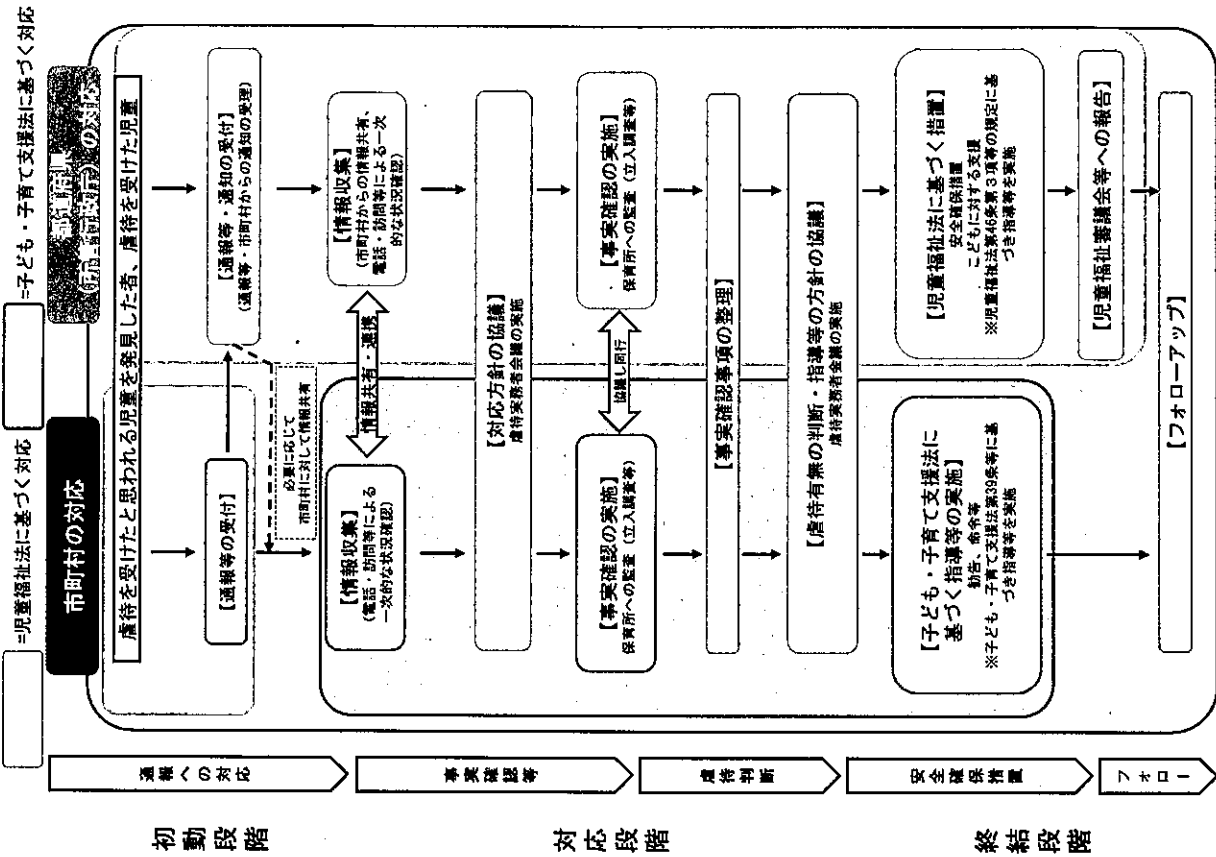 =児童福祉法に基づく対応
=子ども・子育て支援法に基づく対応
市町村の対応
の対応
虐待を受けたと思われる児童を発見した者、虐待を受けた児童
【通報等の受付】
【通報等・通知の受付】
(通報等・市町村からの通知の受理)
必要に応じて
市町村に対して情報共有
【情報収集】
(電話・訪問等による
一次的な状況確認)
情報共有・連携
【情報収集】
(市町村からの情報共有、
電話・訪問等による一次
的な状況確認)
【対応方針の協議】
虐待実務者会議の実施
【事実確認の実施】
保育所への監査(立入調査等)
協議し同行
【事実確認の実施】
保育所への監査(立入調査等)
【事実確認事項の整理】
【虐待有無の判断・指導等の方針の協議】
虐待実務者会議の実施
【子ども・子育て支援法に
基づく指導等の実施】
勧告、命令等
※子ども・子育て支援法第39条等に基
づき指導等を実施
【児童福祉法に基づく措置】
安全確保措置
こどもに対する支援
※児童福祉法第46条第3項等の規定に基
づき指導等を実施
【児童福祉審議会等への報告】
【フォローアップ】
通報への対応
事実確認等
虐待判断
安全確保措置
フォロー
初動段階
対応段階
終結段階